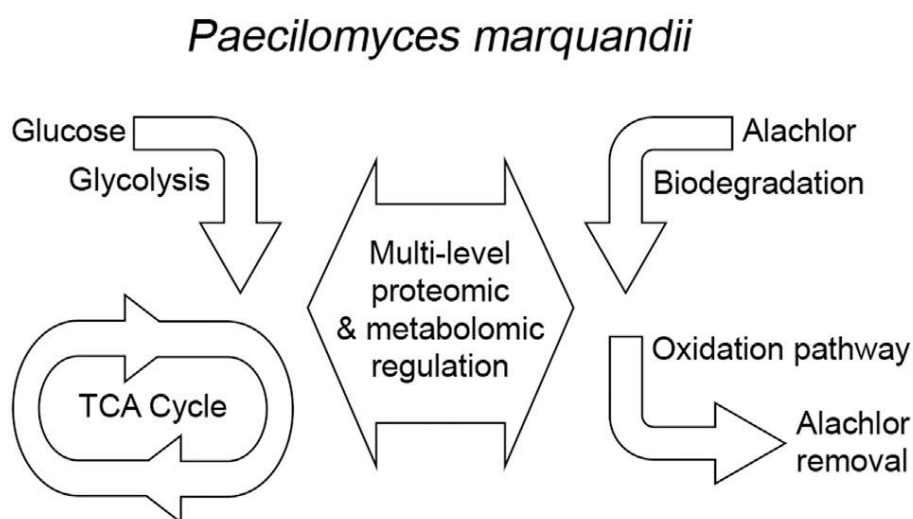 Paecilomyces marquandii
Glucose
Glycolysis
TCA Cycle
Multi-level
proteomic
& metabolomic
regulation
Alachlor
Biodegradation
Oxidation pathway
Alachlor
removal